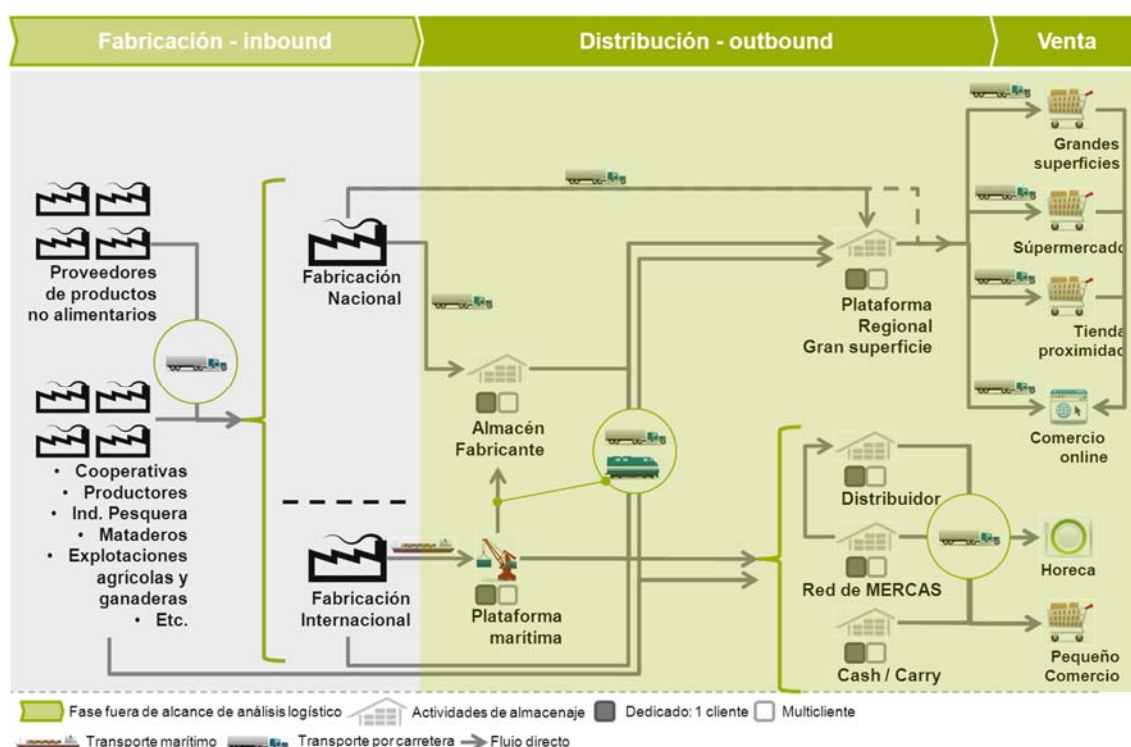 Fabricación - inbound
Distribución - outbound
Venta
Proveedores
de productos
no alimentarios
• Cooperativas
• Productores
• Ind. Pesquera
• Mataderos
• Explotaciones
agrícolas y
ganaderas
• Etc.
Fabricación
Nacional
Fabricación
Internacional
Almacén
Fabricante
Plataforma
marítima
Plataforma
Regional
Gran superficie
Distribuidor
Red de MERCAS
Cash / Carry
Grandes
superficies
Súpermercado
Tienda
proximidad
Comercio
online
Horeca
Pequeño
Comercio
Fase fuera de alcance de análisis logístico
Actividades de almacenaje
Dedicado: 1 cliente
Multicliente
Transporte marítimo
Transporte por carretera
Flujo directo